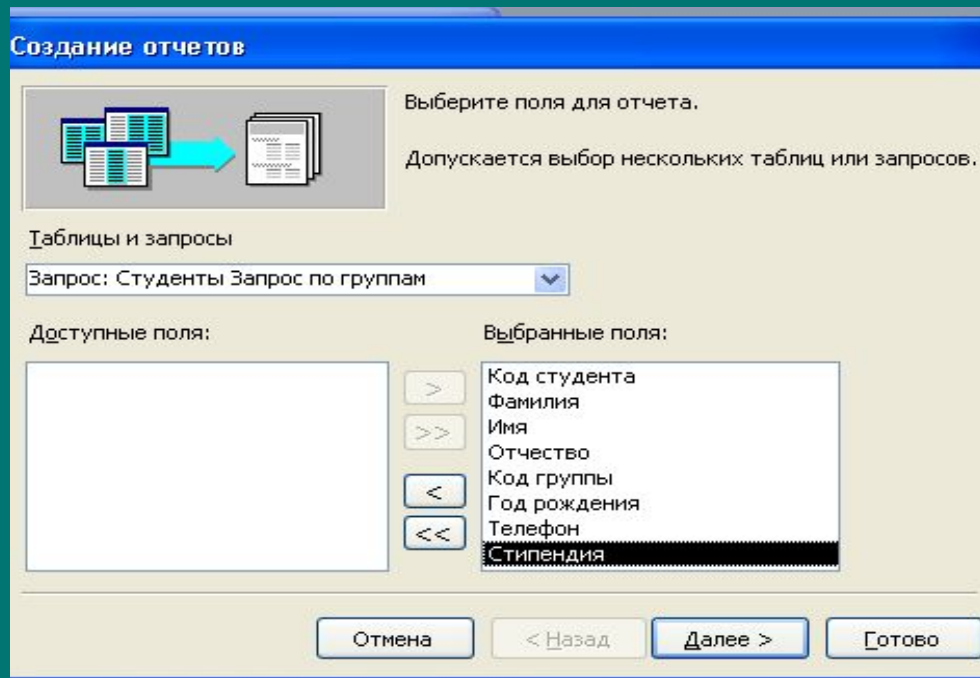 Создание отчетов
Выберите поля для отчета.
Допускается выбор нескольких таблиц или запросов.
Таблицы и запросы
Запрос: Студенты Запрос по группам
Доступные поля:
Выбранные поля:
>
>>
<
<<
Код студента
Фамилия
Имя
Отчество
Код группы
Год рождения
Телефон
Стипендия
Отмена
< Назад
Далее >
Готово